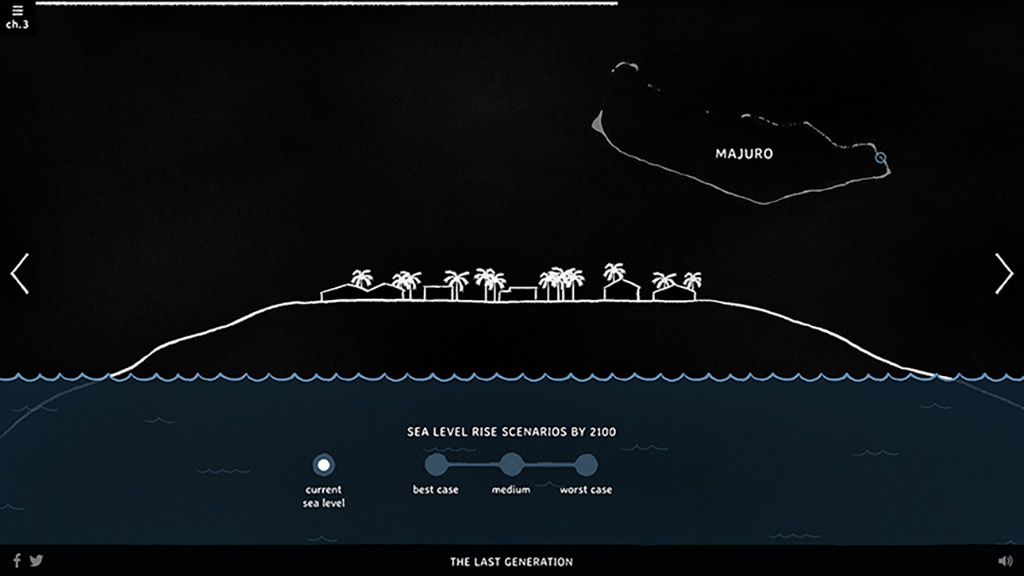 ch.3
MAJURO
SEA LEVEL RISE SCENARIOS BY 2100
current
sea level
best case
medium
worst case
THE LAST GENERATION